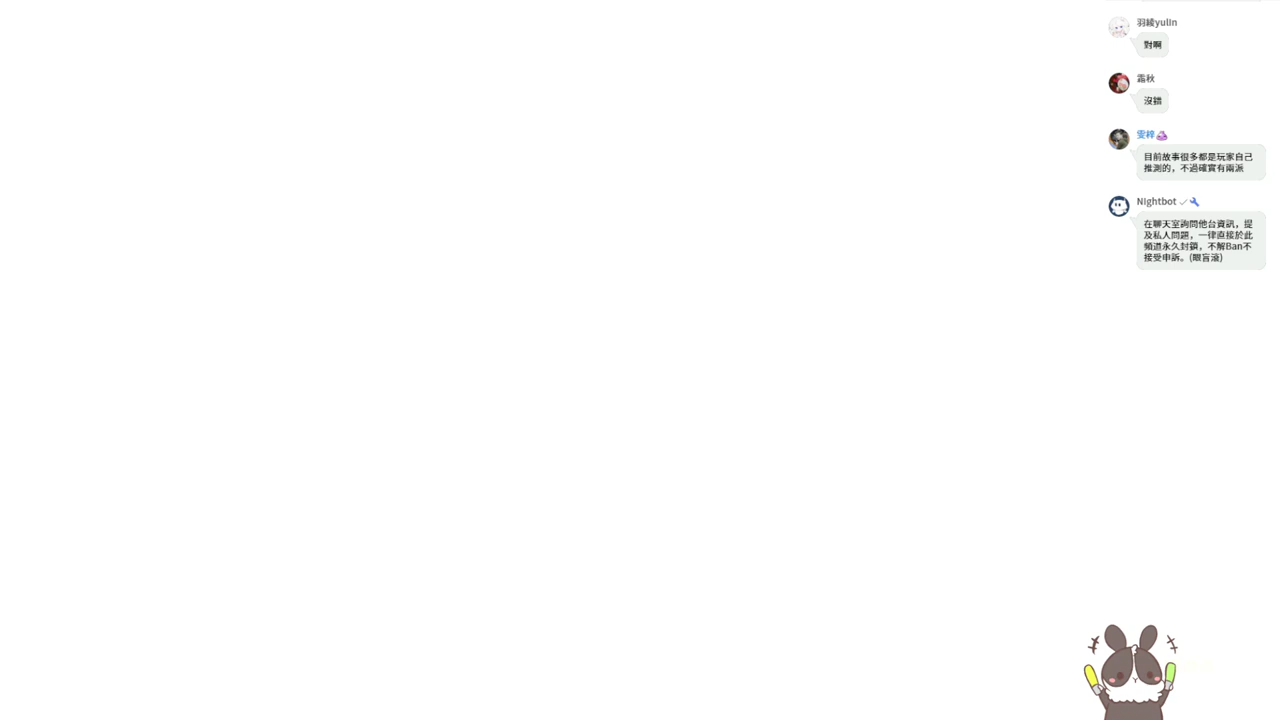 羽綾yulin
對啊
霜秋
沒錯
雯梓
目前故事很多都是玩家自己
推測的，不過確實有兩派
Nightbot
在聊天室詢問他台資訊，提
及私人問題，一律直接於此
頻道永久封鎖，不解Ban不
接受申訴。(眼盲滾)